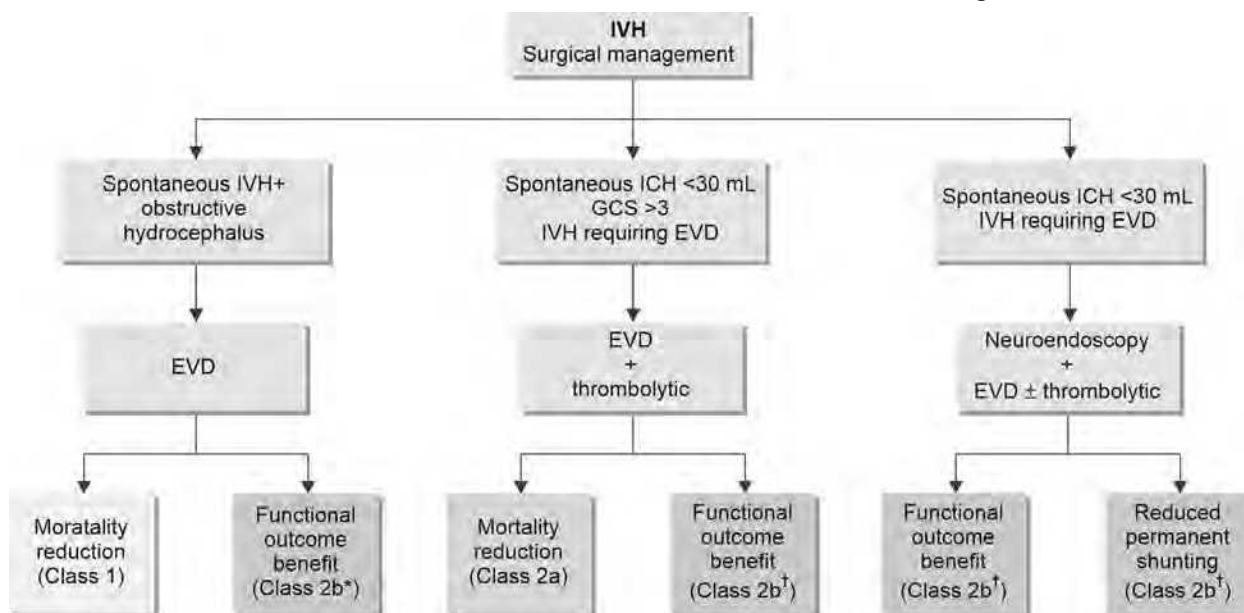 IVH
Surgical management
Spontaneous IVH+
obstructive
hydrocephalus
Spontaneous ICH <30 mL
GCS >3
IVH requiring EVD
Spontaneous ICH <30 mL
IVH requiring EVD
EVD
EVD
+
thrombolytic
Neuroendoscopy
+
EVD ± thrombolytic
Moratality
reduction
(Class 1)
Functional
outcome
benefit
(Class 2b*)
Mortality
reduction
(Class 2a)
Functional
outcome
benefit
(Class 2b†)
Functional
outcome
benefit
(Class 2b†)
Reduced
permanent
shunting
(Class 2b†)